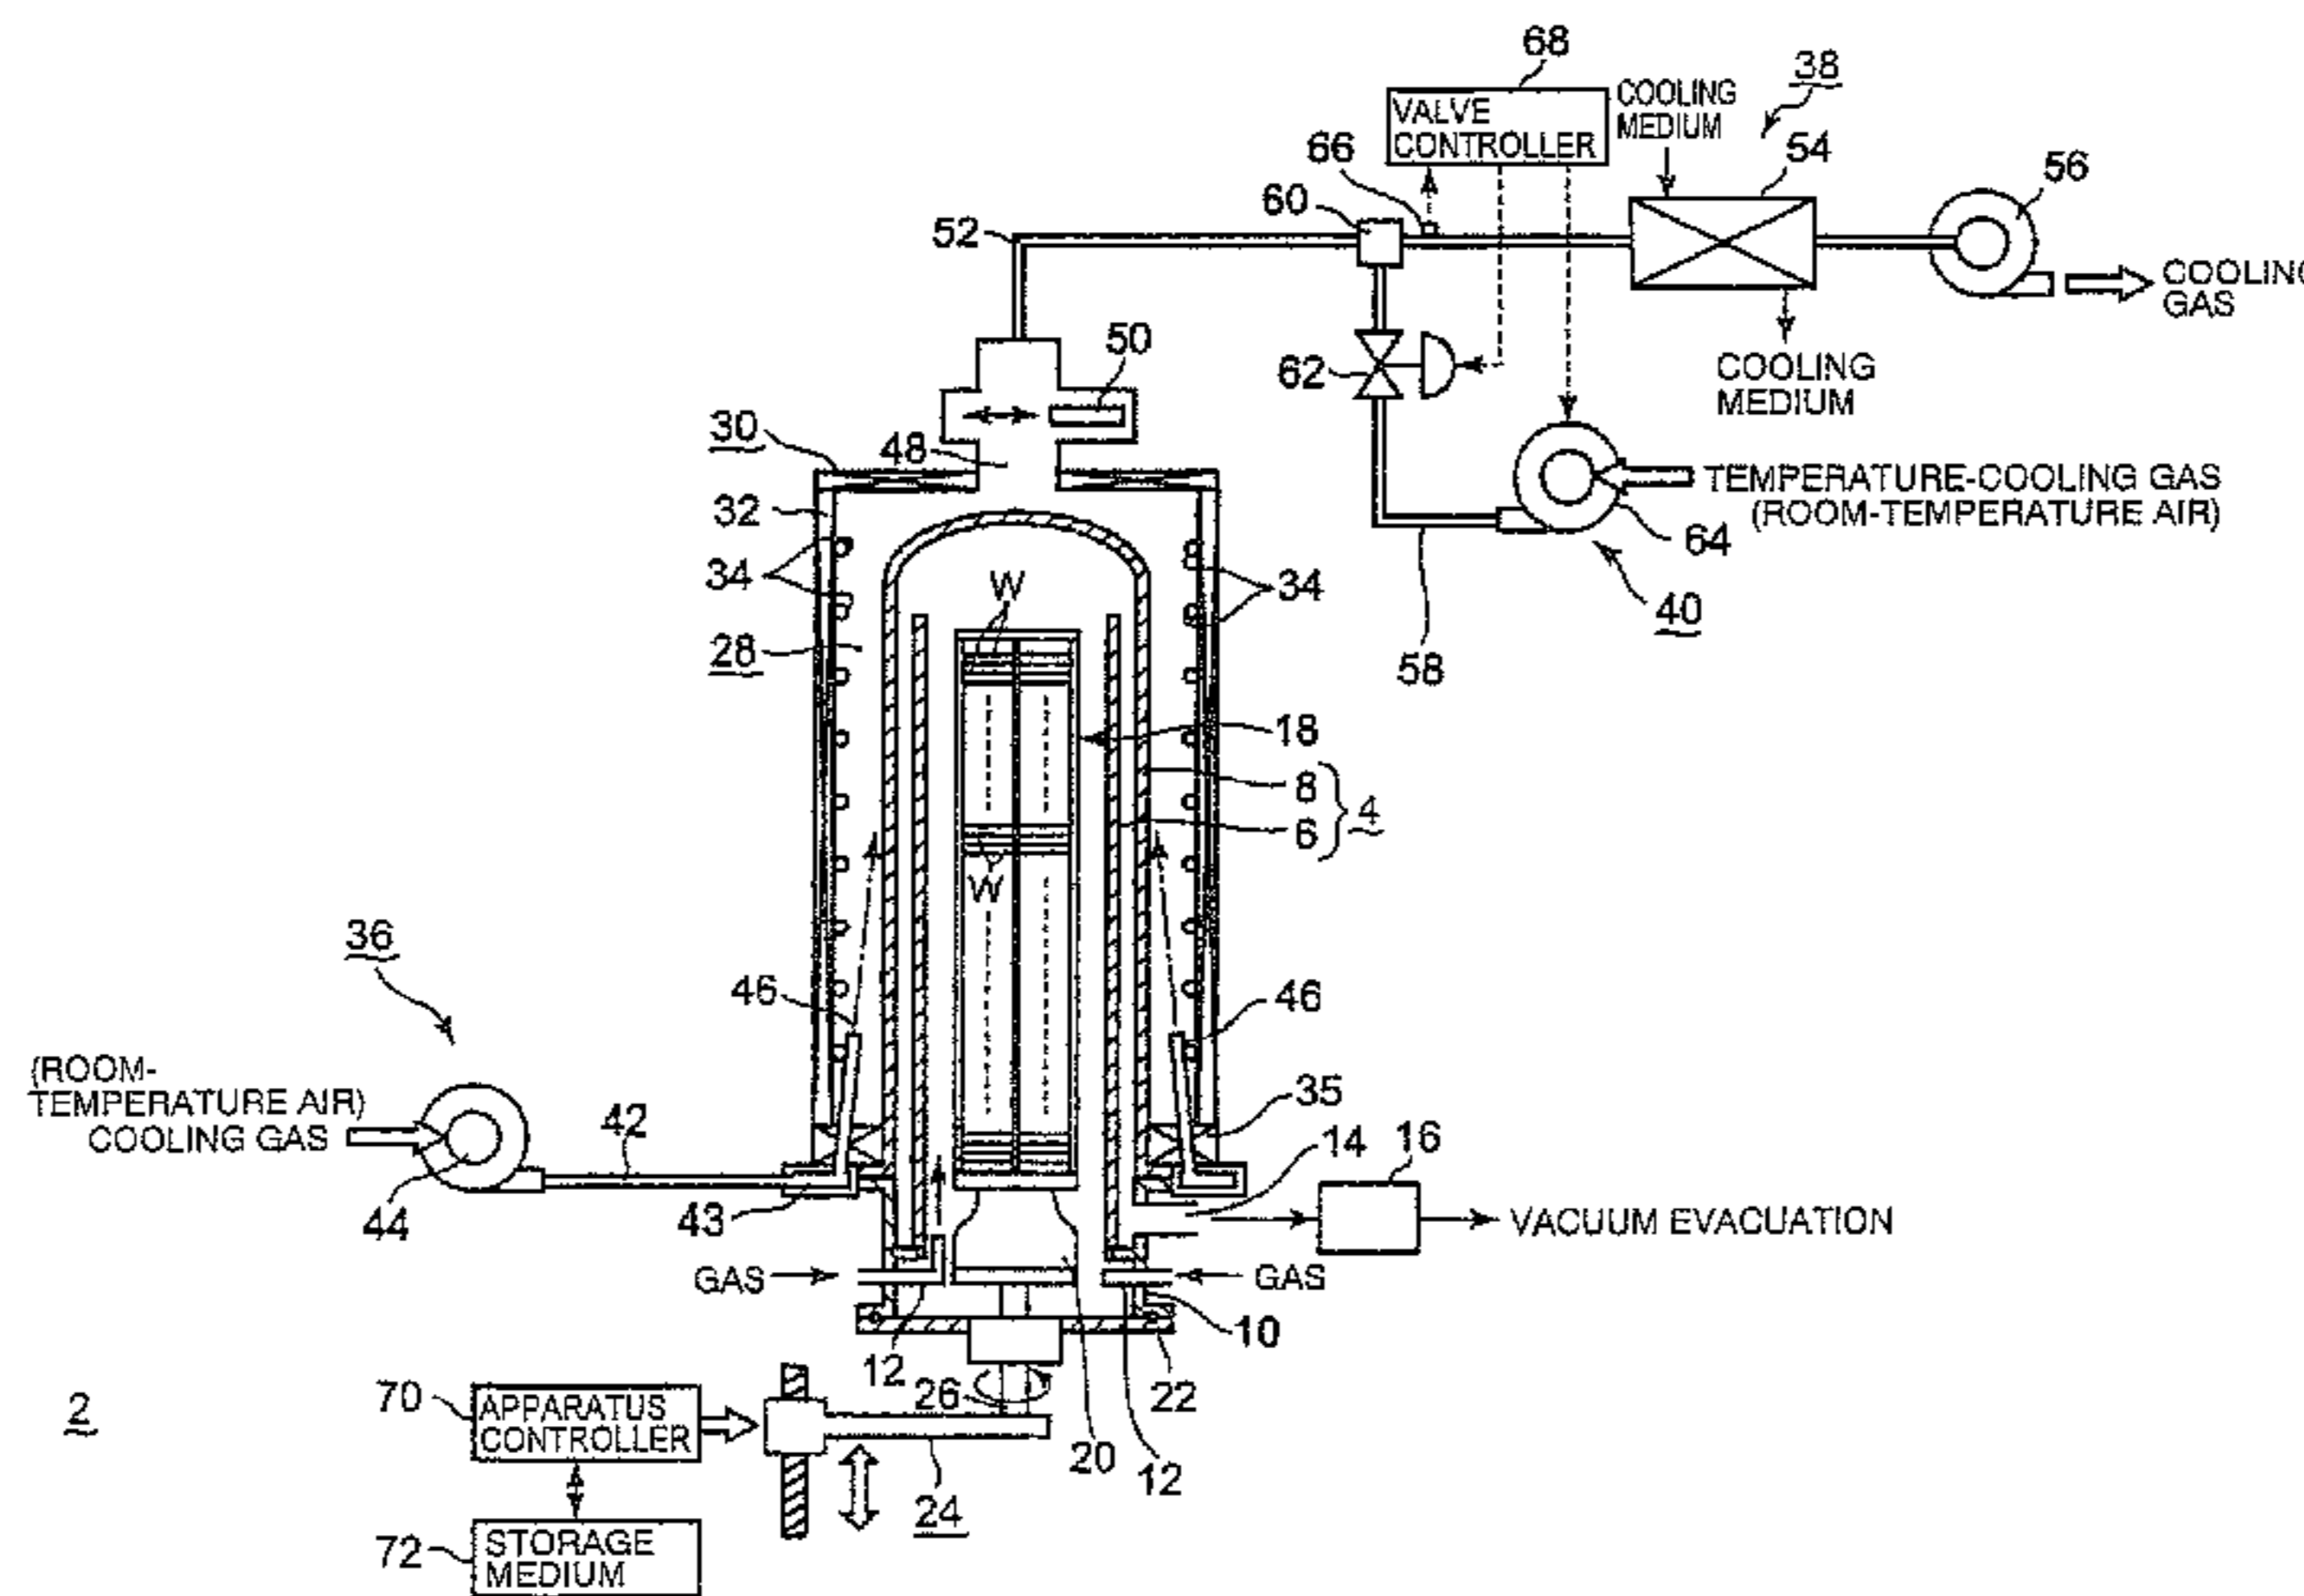 68
38
COOLING
MEDIUM
VALVE
CONTROLLER
66
54
56
60
52
COOLING
GAS
50
62
COOLING
MEDIUM
30
48
TEMPERATURE-COOLING GAS
(ROOM-TEMPERATURE AIR)
32
64
34
W
34
40
28
58
18
8
4
6
W
36
46
46
(ROOM-
TEMPERATURE AIR)
COOLING GAS
35
42
14
16
44
43
VACUUM EVACUATION
GAS
GAS
10
12
22
70
26
2
APPARATUS
CONTROLLER
20
12
24
72
STORAGE
MEDIUM